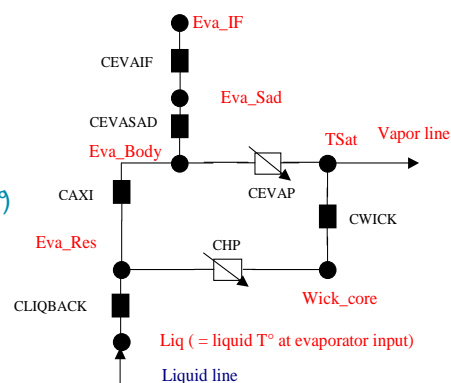 Eva_IF
CEVAIF
Eva_Sad
CEVASAD
TSat
Vapor line
Eva_Body
CEVAP
CAXI
CWICK
Eva_Res
CHP
Wick_core
CLIQBACK
Liq ( = liquid T° at evaporator input)
Liquid line